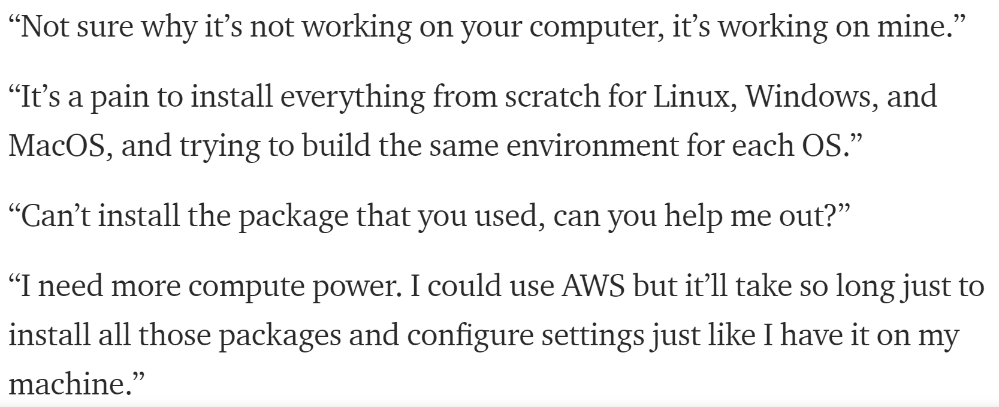 “Not sure why it’s not working on your computer, it’s working on mine.”
“It’s a pain to install everything from scratch for Linux, Windows, and
MacOS, and trying to build the same environment for each OS.”
“Can’t install the package that you used, can you help me out?”
“I need more compute power. I could use AWS but it’ll take so long just to
install all those packages and configure settings just like I have it on my
machine.”